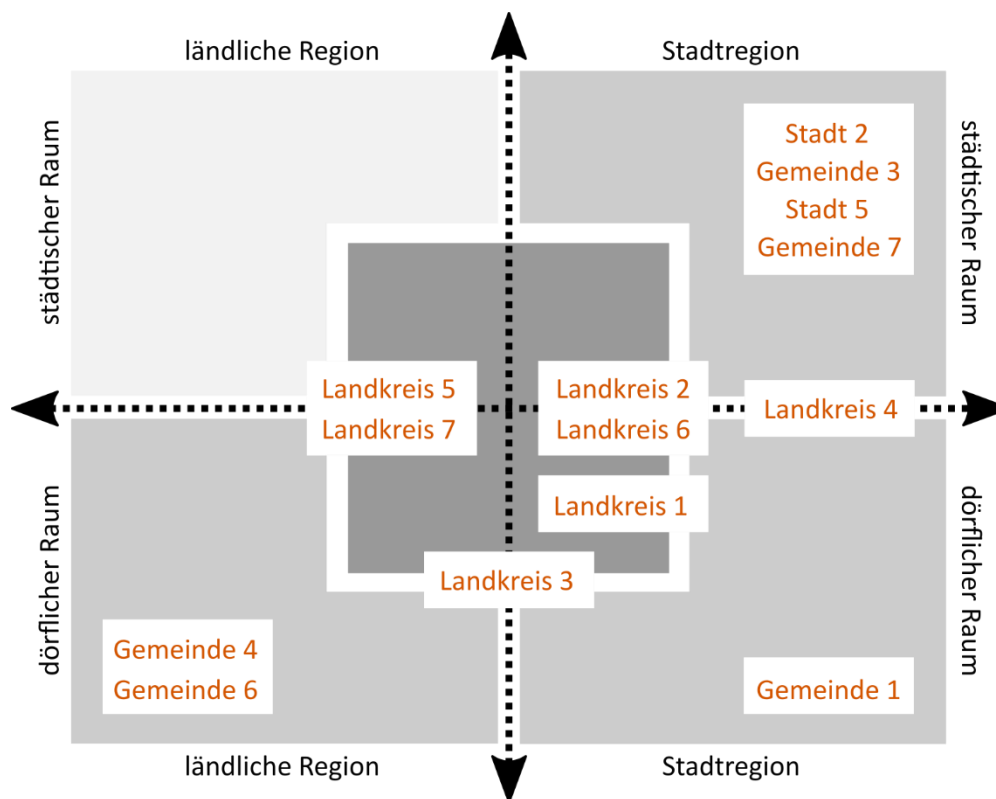 ländliche Region
Stadtregion
städtischer Raum
städtischer Raum
Stadt 2
Gemeinde 3
Stadt 5
Gemeinde 7
Landkreis 5
Landkreis 7
Landkreis 2
Landkreis 6
Landkreis 4
Landkreis 1
Landkreis 3
dörflicher Raum
dörflicher Raum
Gemeinde 4
Gemeinde 6
Gemeinde 1
ländliche Region
Stadtregion